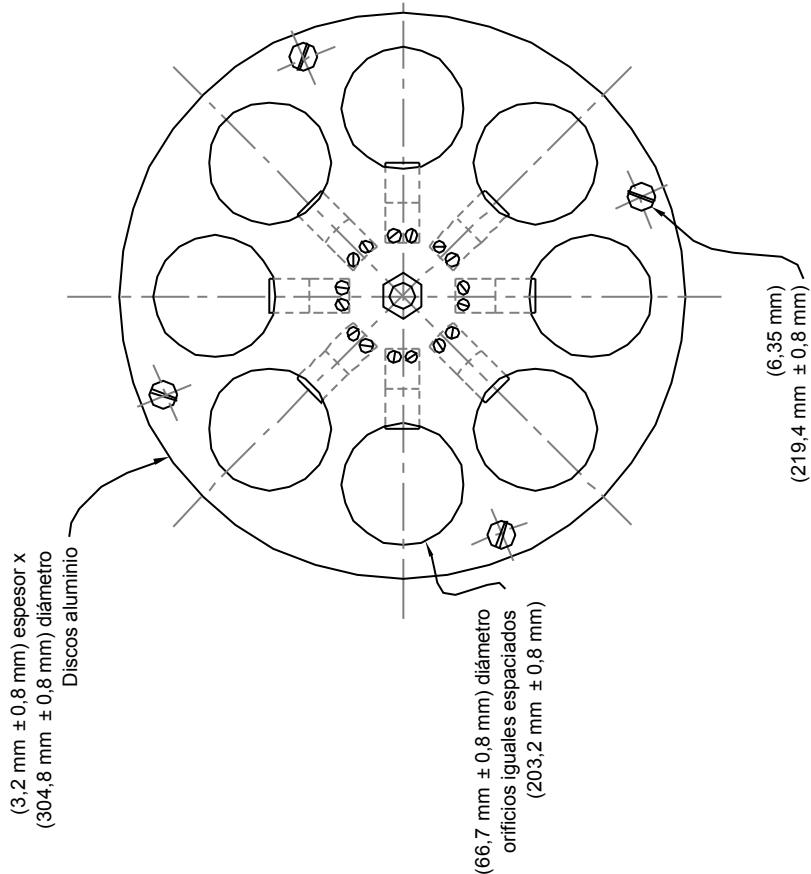 (3,2 mm ± 0,8 mm) espesor x
(304,8 mm ± 0,8 mm) diámetro
Discos aluminio
(66,7 mm ± 0,8 mm) diámetro
orificios iguales espaciados
(203,2 mm ± 0,8 mm)
(6,35 mm)
(219,4 mm ± 0,8 mm)